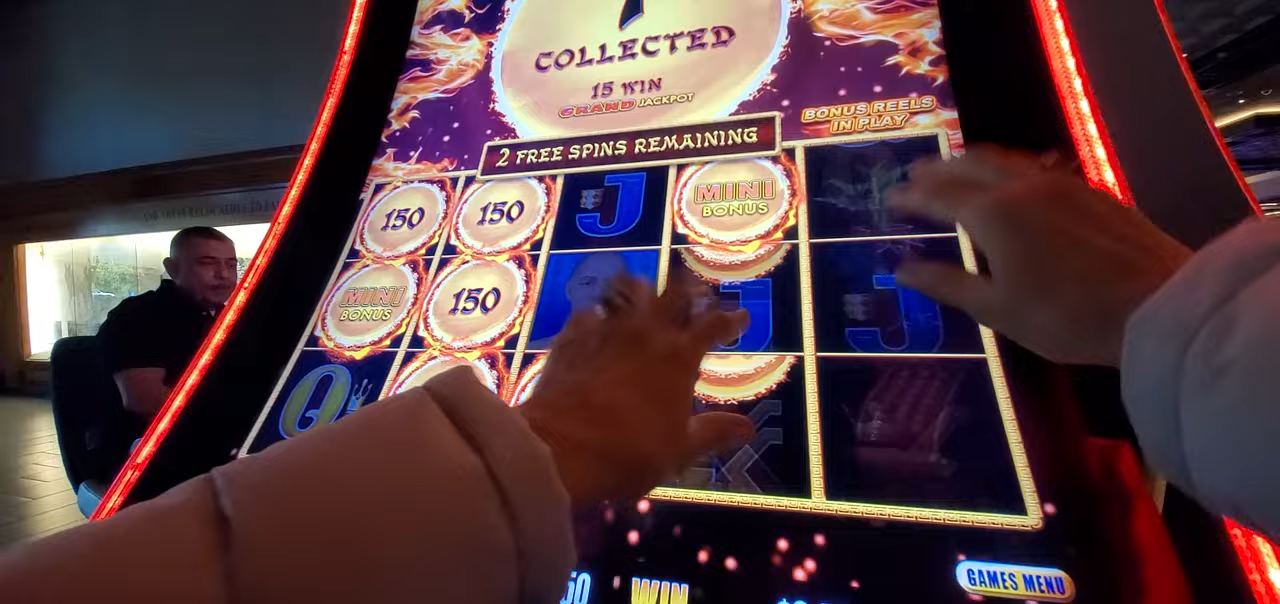 COLLECTED
15 WIN
GRAND JACKPOT
BONUS REELS
IN PLAY
2 FREE SPINS REMAINING
150
150
J
MINI
BONUS
MINI
BONUS
150
J
J
Q
K
50
WIN
GAMES MENU